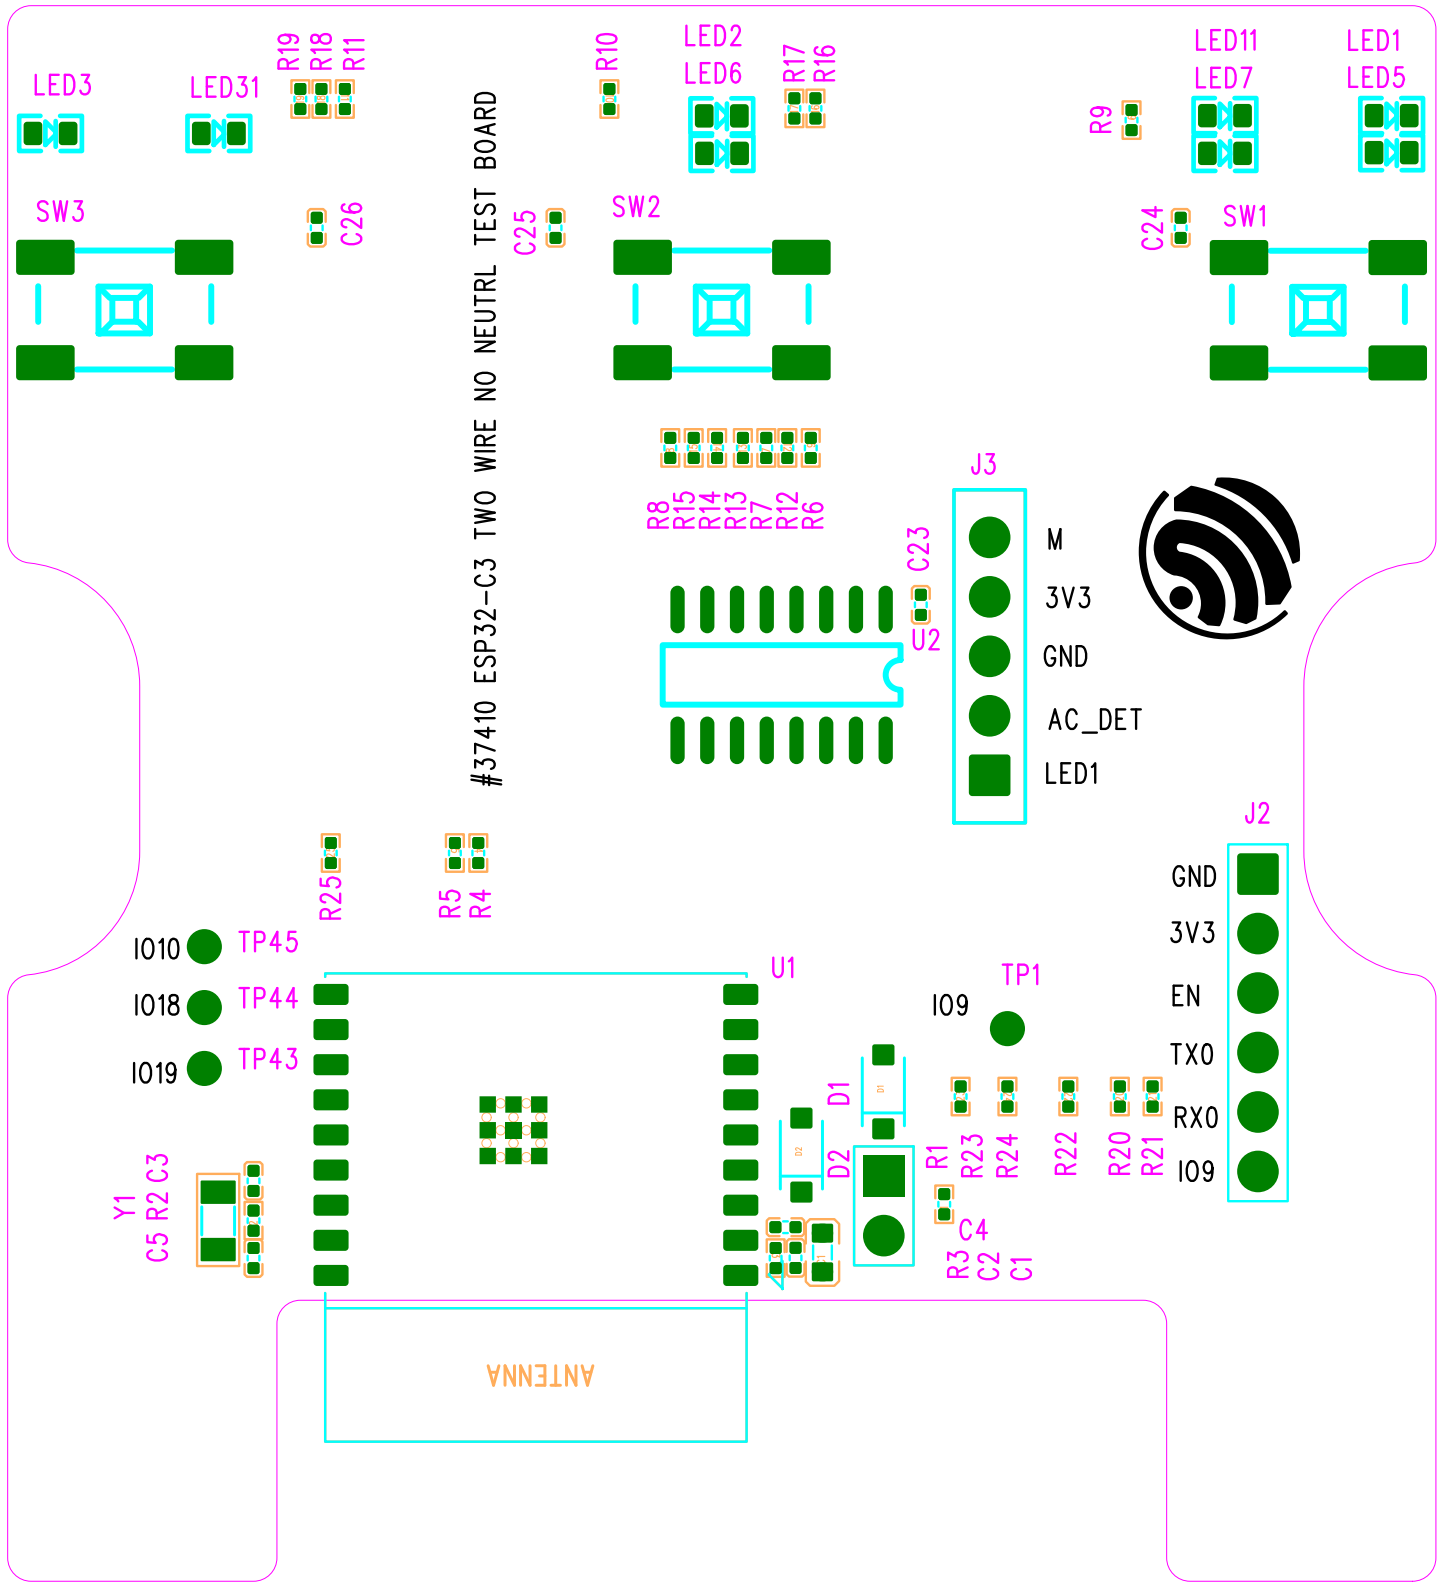 LED2
LED11
LED1
LED6
LED7
LED5
R19
R18
R11
R10
R17
R16
LED3
LED31
R9
SW3
C26
C25
SW2
C24
SW1
#37410 ESP32-C3 TWO WIRE NO NEUTRL TEST BOARD
R8
R15
R14
R13
R7
R12
R6
J3
C23
U2
M
3V3
GND
AC_DET
LED1
J2
GND
3V3
EN
TX0
RX0
IO9
R25
R5
R4
IO10
TP45
IO18
TP44
IO19
TP43
U1
TP1
IO9
D1
D1
D2
D2
R1
R23
R24
R22
R20
R21
Y1
C3
R2
C5
C4
R3
C2
C1
ANTENNA